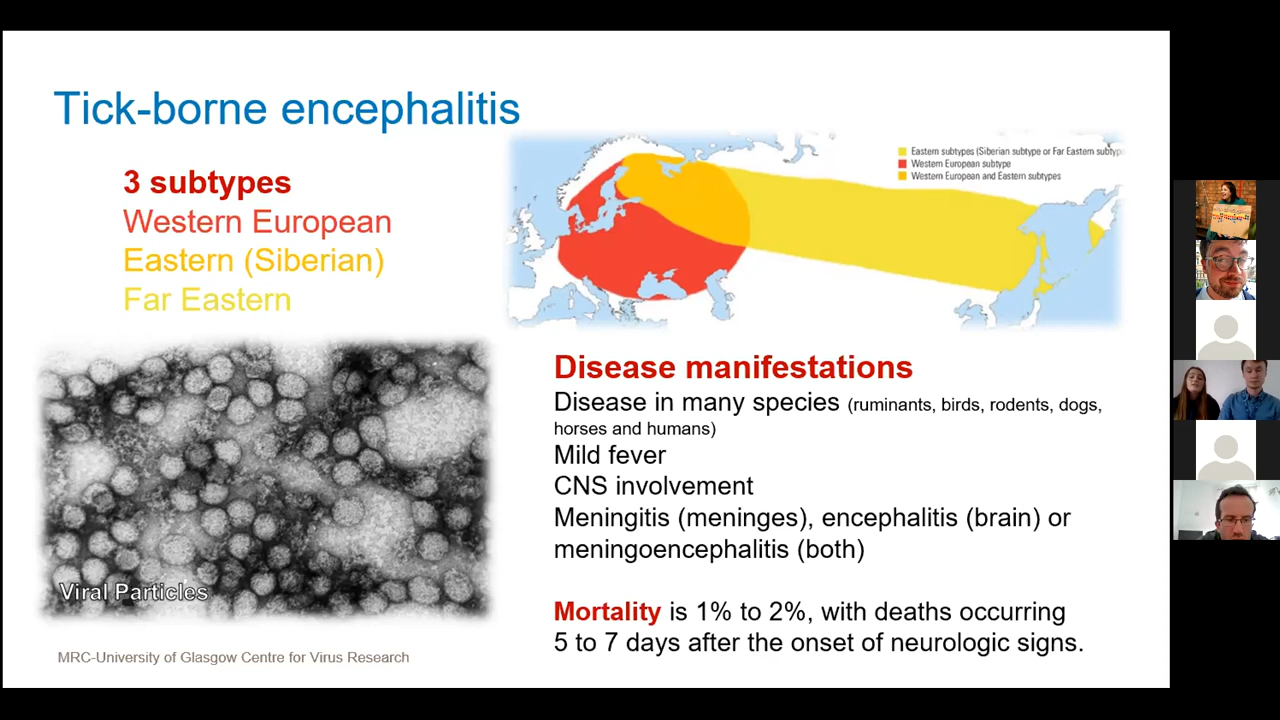 Tick-borne encephalitis
3 subtypes
Western European
Eastern (Siberian)
Far Eastern
Eastern subtypes (Siberian subtype or Far Eastern subtype
Western European subtype
Western European and Eastern subtypes
Viral Particles
Disease manifestations
Disease in many species (ruminants, birds, rodents, dogs,
horses and humans)
Mild fever
CNS involvement
Meningitis (meninges), encephalitis (brain) or
meningoencephalitis (both)
Mortality is 1% to 2%, with deaths occurring
5 to 7 days after the onset of neurologic signs.
MRC-University of Glasgow Centre for Virus Research